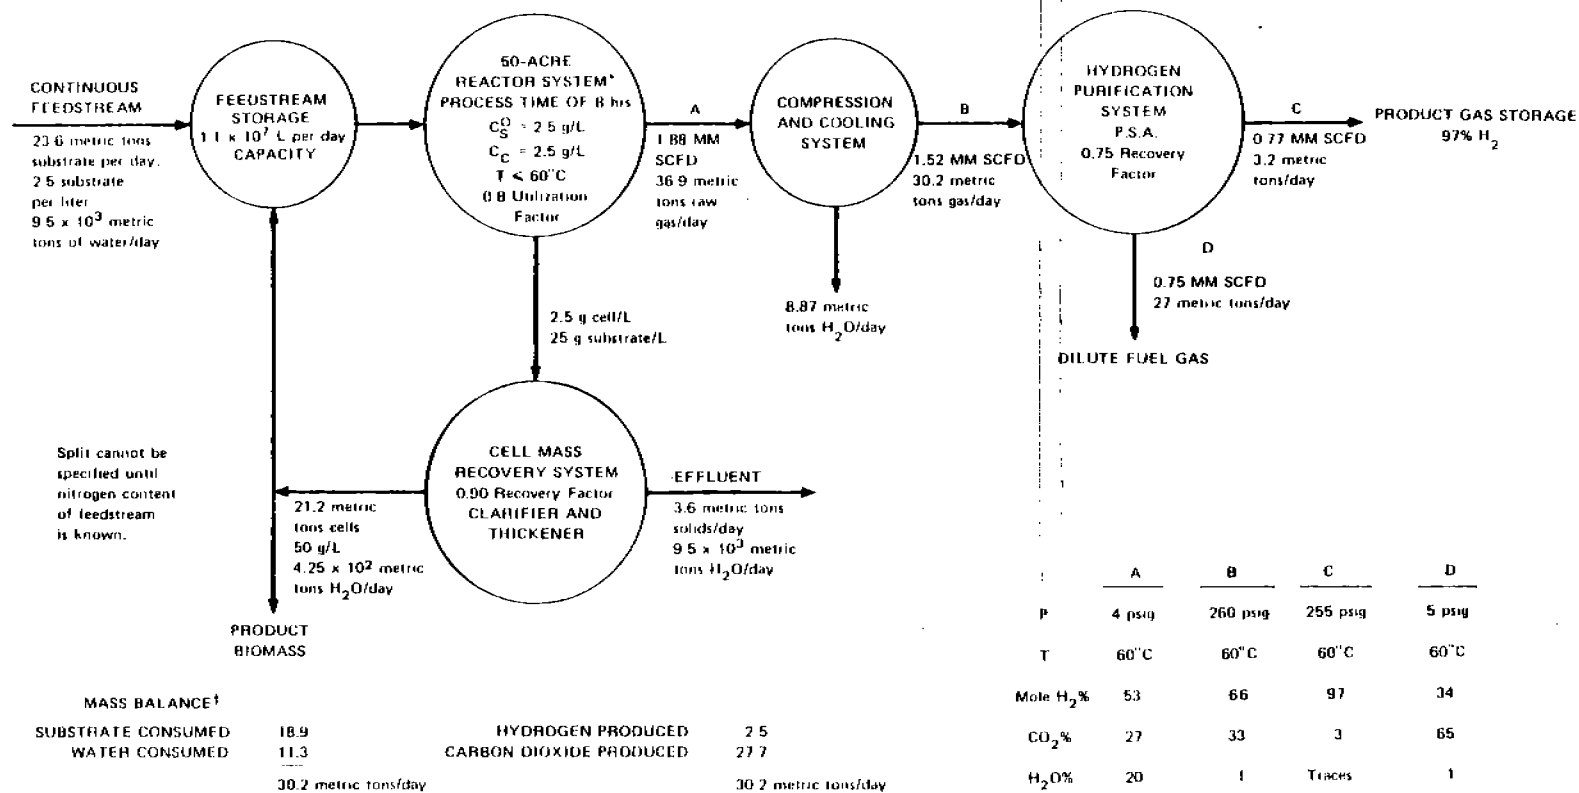 CONTINUOUS
FEEDSTREAM
23.6 metric tons
substrate per day.
2.5 substrate
per liter
9.5 x 10³ metric
tons of water/day
FEEDSTREAM
STORAGE
1.1 x 10⁷ L per day
CAPACITY
REACTOR SYSTEM*
PROCESS TIME OF 8 hrs
C_S^O = 2.5 g/L
C_C = 2.5 g/L
T ≤ 60°C
0.8 Utilization
Factor
A
1.88 MM
SCFD
36.9 metric
tons raw
gas/day
COMPRESSION
AND COOLING
SYSTEM
B
1.52 MM SCFD
30.2 metric
tons gas/day
HYDROGEN
PURIFICATION
SYSTEM
P.S.A.
0.75 Recovery
Factor
C
0.77 MM SCFD
3.2 metric
tons/day
PRODUCT GAS STORAGE
97% H₂
D
0.75 MM SCFD
27 metric tons/day
DILUTE FUEL GAS
8.87 metric
tons H₂O/day
2.5 g cell/L
25 g substrate/L
CELL MASS
RECOVERY SYSTEM
0.90 Recovery Factor
CLARIFIER AND
THICKENER
EFFLUENT
3.6 metric tons
solids/day
9.5 x 10³ metric
tons H₂O/day
Split cannot be
specified until
nitrogen content
of feedstream
is known.
21.2 metric
tons cells
50 g/L
4.25 x 10² metric
tons H₂O/day
PRODUCT
BIOMASS
A B C D
P 4 psig 260 psig 255 psig 5 psig
T 60°C 60°C 60°C 60°C
Mole H₂% 53 66 97 34
CO₂% 27 33 3 65
H₂O% 20 1 Traces 1
MASS BALANCE‡
SUBSTRATE CONSUMED 18.9 HYDROGEN PRODUCED 2.5
WATER CONSUMED 11.3 CARBON DIOXIDE PRODUCED 27.7
30.2 metric tons/day 30.2 metric tons/day